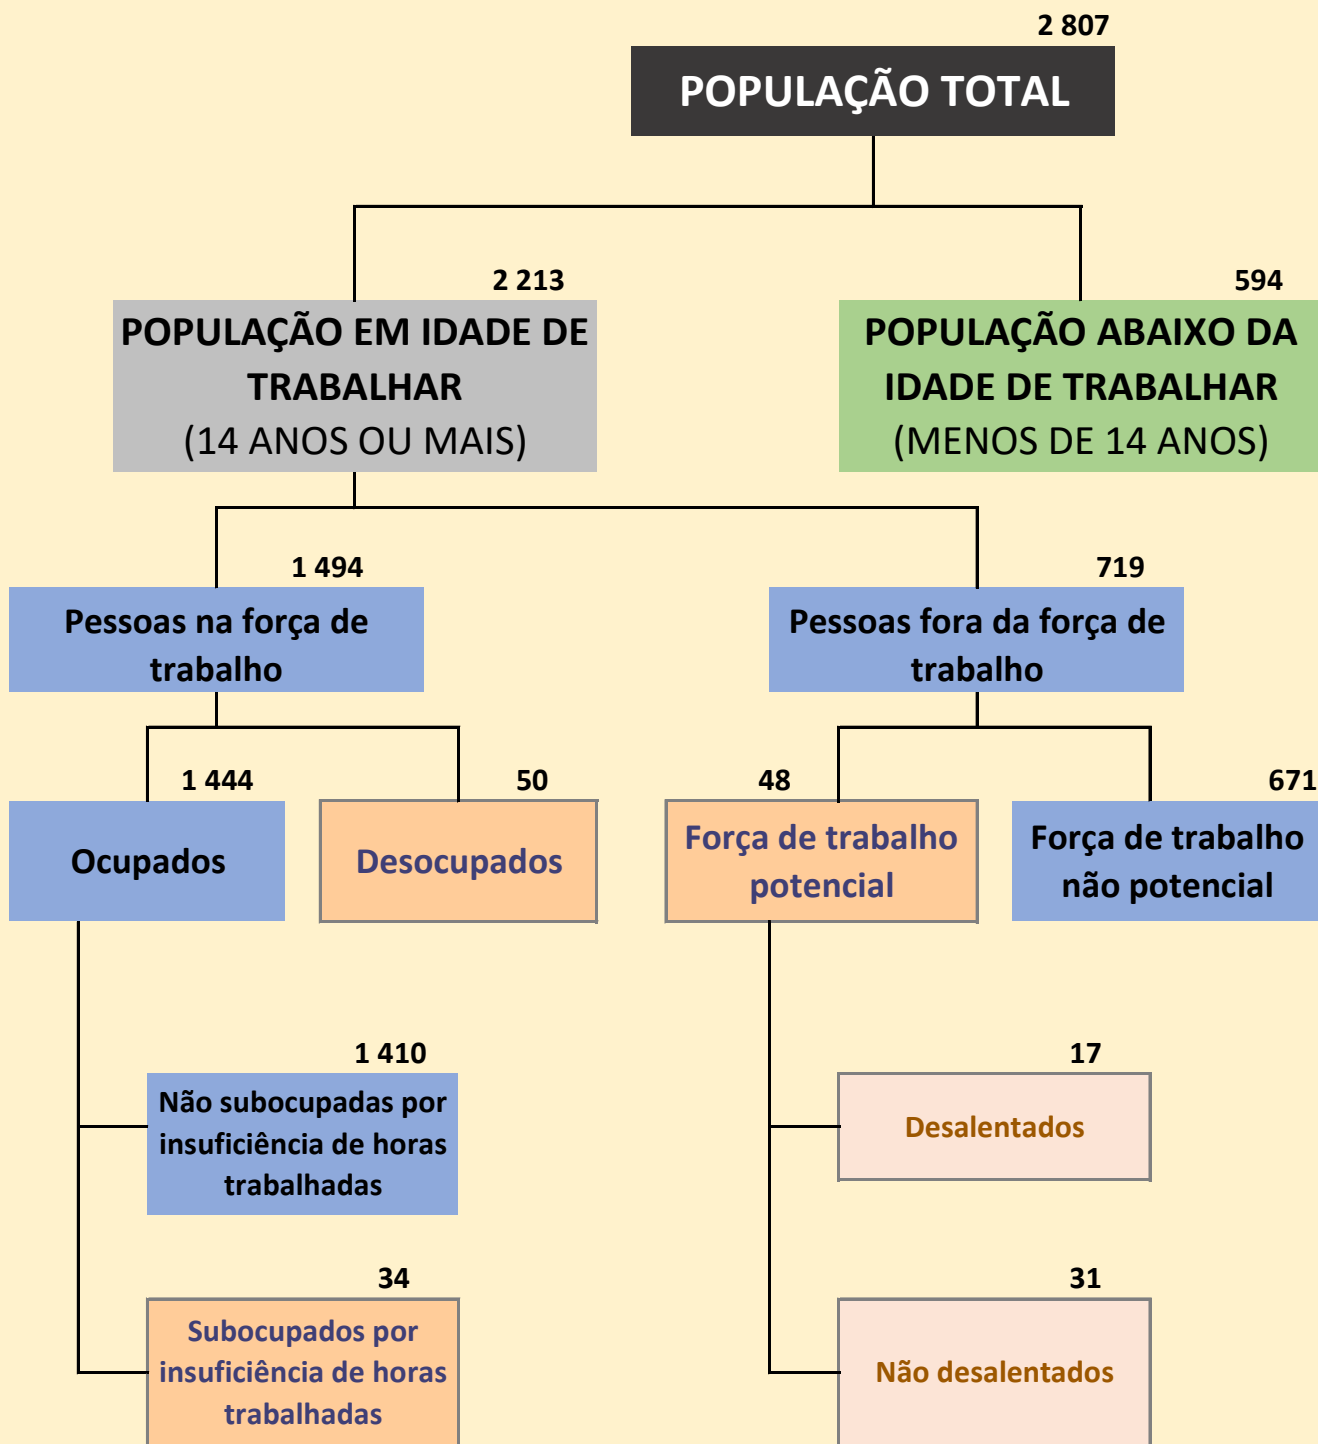 2 807
POPULAÇÃO TOTAL
2 213
POPULAÇÃO EM IDADE DE
TRABALHAR
(14 ANOS OU MAIS)
594
POPULAÇÃO ABAIXO DA
IDADE DE TRABALHAR
(MENOS DE 14 ANOS)
1 494
Pessoas na força de
trabalho
719
Pessoas fora da força de
trabalho
1 444
Ocupados
50
Desocupados
48
Força de trabalho
potencial
671
Força de trabalho
não potencial
1 410
Não subocupadas por
insuficiência de horas
trabalhadas
17
Desalentados
34
Subocupados por
insuficiência de horas
trabalhadas
31
Não desalentados